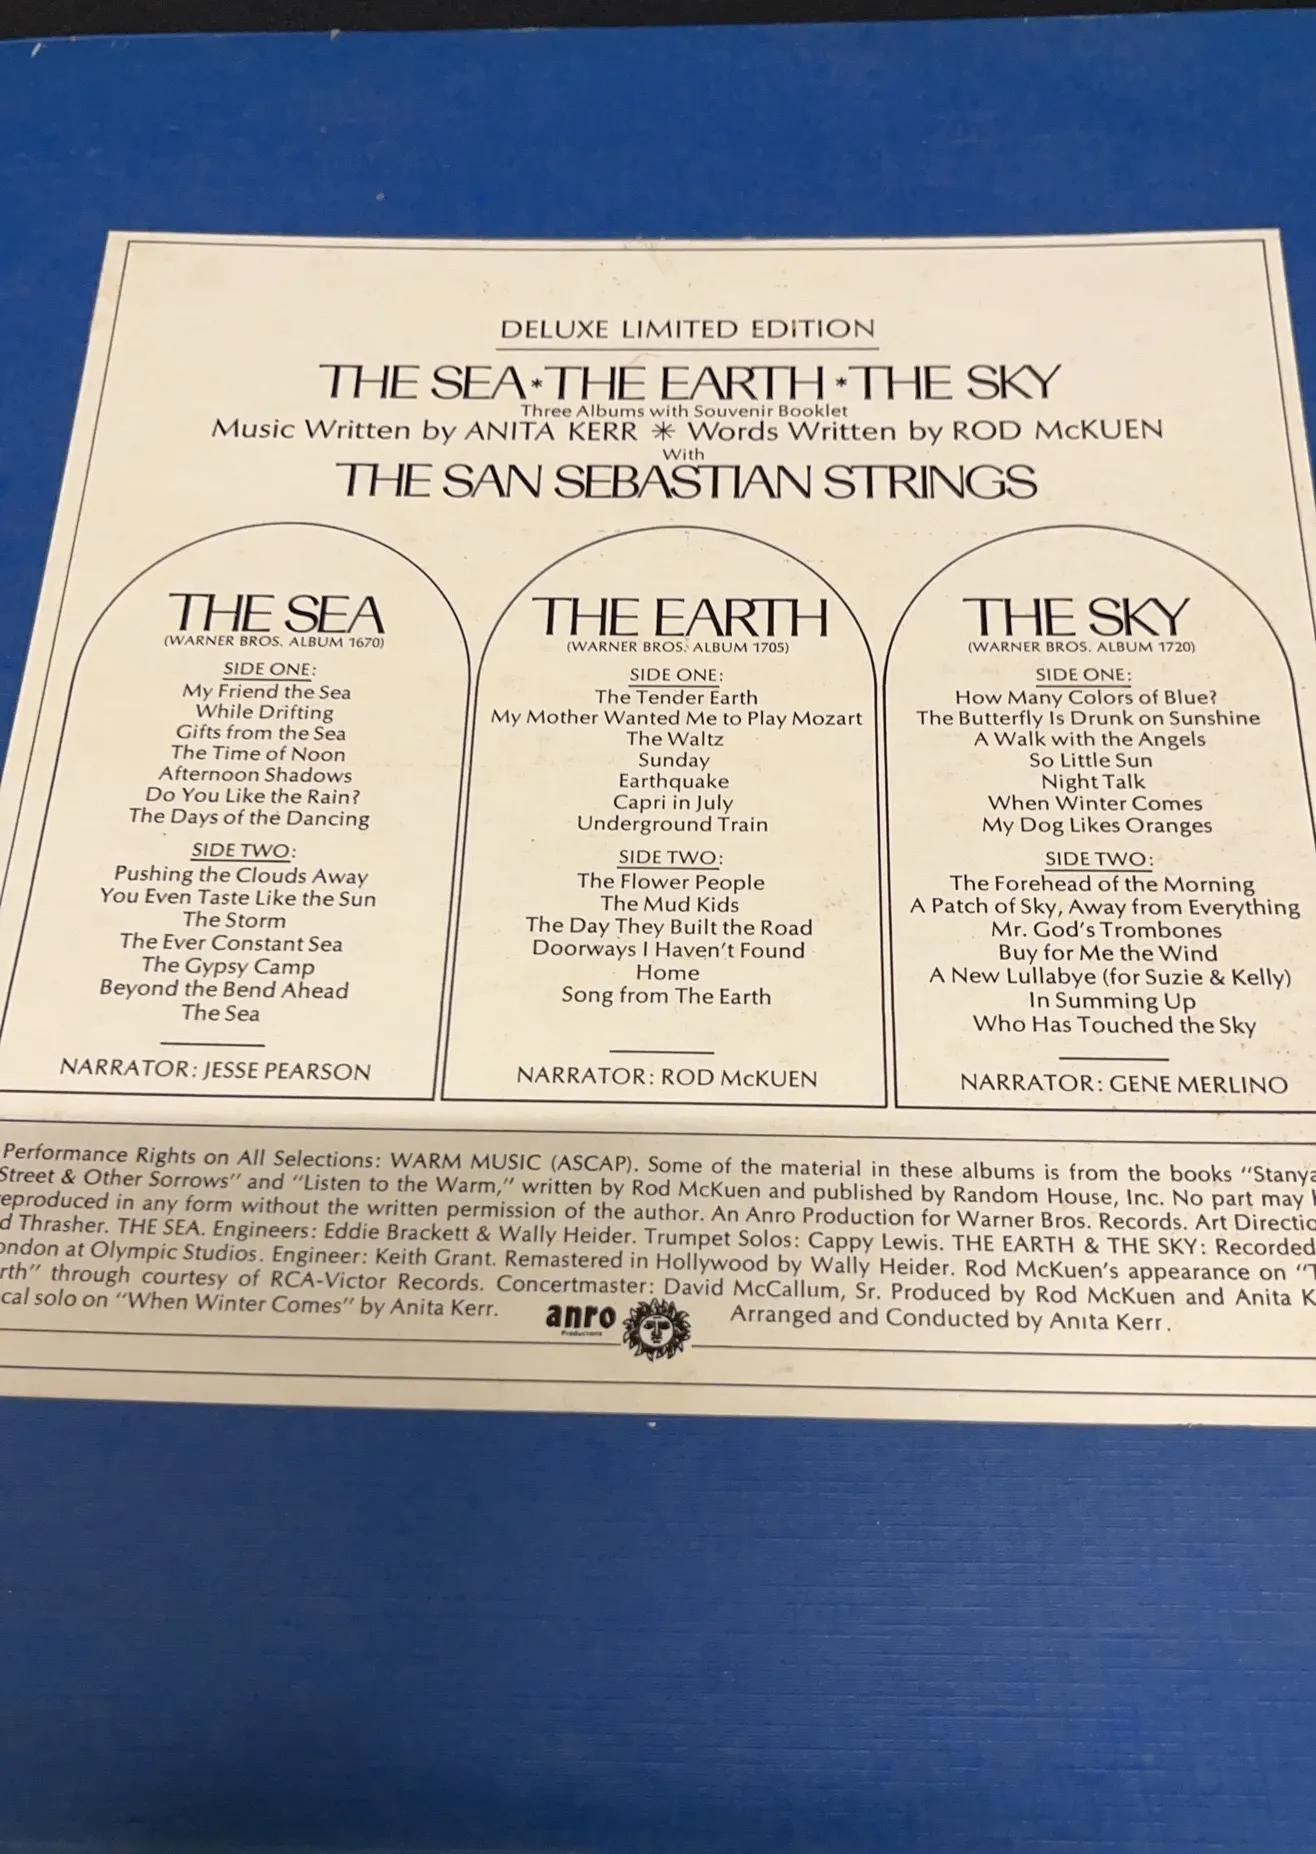 DELUXE LIMITED EDITION
THE SEA * THE EARTH * THE SKY
Three Albums with Souvenir Booklet
Music Written by ANITA KERR * Words Written by ROD McKUEN
With
THE SAN SEBASTIAN STRINGS
THE SEA
(WARNER BROS. ALBUM 1670)
SIDE ONE:
My Friend the Sea
While Drifting
Gifts from the Sea
The Time of Noon
Afternoon Shadows
Do You Like the Rain?
The Days of the Dancing
SIDE TWO:
Pushing the Clouds Away
You Even Taste Like the Sun
The Storm
The Ever Constant Sea
The Gypsy Camp
Beyond the Bend Ahead
The Sea
NARRATOR: JESSE PEARSON
THE EARTH
(WARNER BROS. ALBUM 1705)
SIDE ONE:
The Tender Earth
My Mother Wanted Me to Play Mozart
The Waltz
Sunday
Earthquake
Capri in July
Underground Train
SIDE TWO:
The Flower People
The Mud Kids
The Day They Built the Road
Doorways I Haven't Found
Home
Song from The Earth
NARRATOR: ROD McKUEN
THE SKY
(WARNER BROS. ALBUM 1720)
SIDE ONE:
How Many Colors of Blue?
The Butterfly Is Drunk on Sunshine
A Walk with the Angels
So Little Sun
Night Talk
When Winter Comes
My Dog Likes Oranges
SIDE TWO:
The Forehead of the Morning
A Patch of Sky, Away from Everything
Mr. God's Trombones
Buy for Me the Wind
A New Lullabye (for Suzie & Kelly)
In Summing Up
Who Has Touched the Sky
NARRATOR: GENE MERLINO
Performance Rights on All Selections: WARM MUSIC (ASCAP). Some of the material in these albums is from the books "Stanya
Street & Other Sorrows" and "Listen to the Warm," written by Rod McKuen and published by Random House, Inc. No part may
eproduced in any form without the written permission of the author. An Anro Production for Warner Bros. Records. Art Directio
d Thrasher. THE SEA. Engineers: Eddie Brackett & Wally Heider. Trumpet Solos: Cappy Lewis. THE EARTH & THE SKY: Recorded
ondon at Olympic Studios. Engineer: Keith Grant. Remastered in Hollywood by Wally Heider. Rod McKuen's appearance on "T
rth" through courtesy of RCA-Victor Records. Concertmaster: David McCallum, Sr. Produced by Rod McKuen and Anita K
cal solo on "When Winter Comes" by Anita Kerr.
anro
Productions
Arranged and Conducted by Anita Kerr.